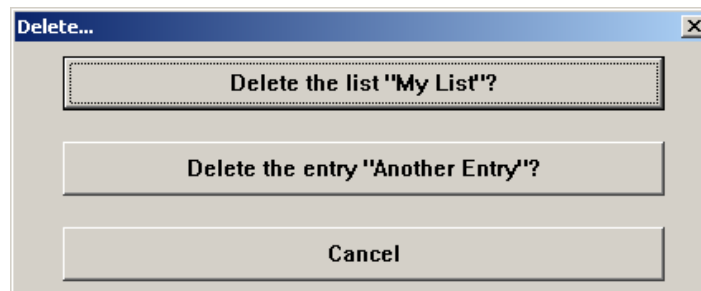 Delete...
Delete the list "My List"?
Delete the entry "Another Entry"?
Cancel